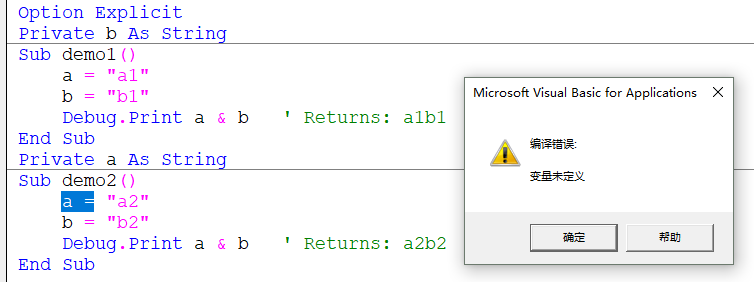 Option Explicit
Private b As String
Sub demo1()
    a = "a1"
    b = "b1"
    Debug.Print a & b   ' Returns: a1b1
End Sub
Private a As String
Sub demo2()
    a = "a2"
    b = "b2"
    Debug.Print a & b   ' Returns: a2b2
End Sub
Microsoft Visual Basic for Applications
编译错误:
变量未定义
确定
帮助